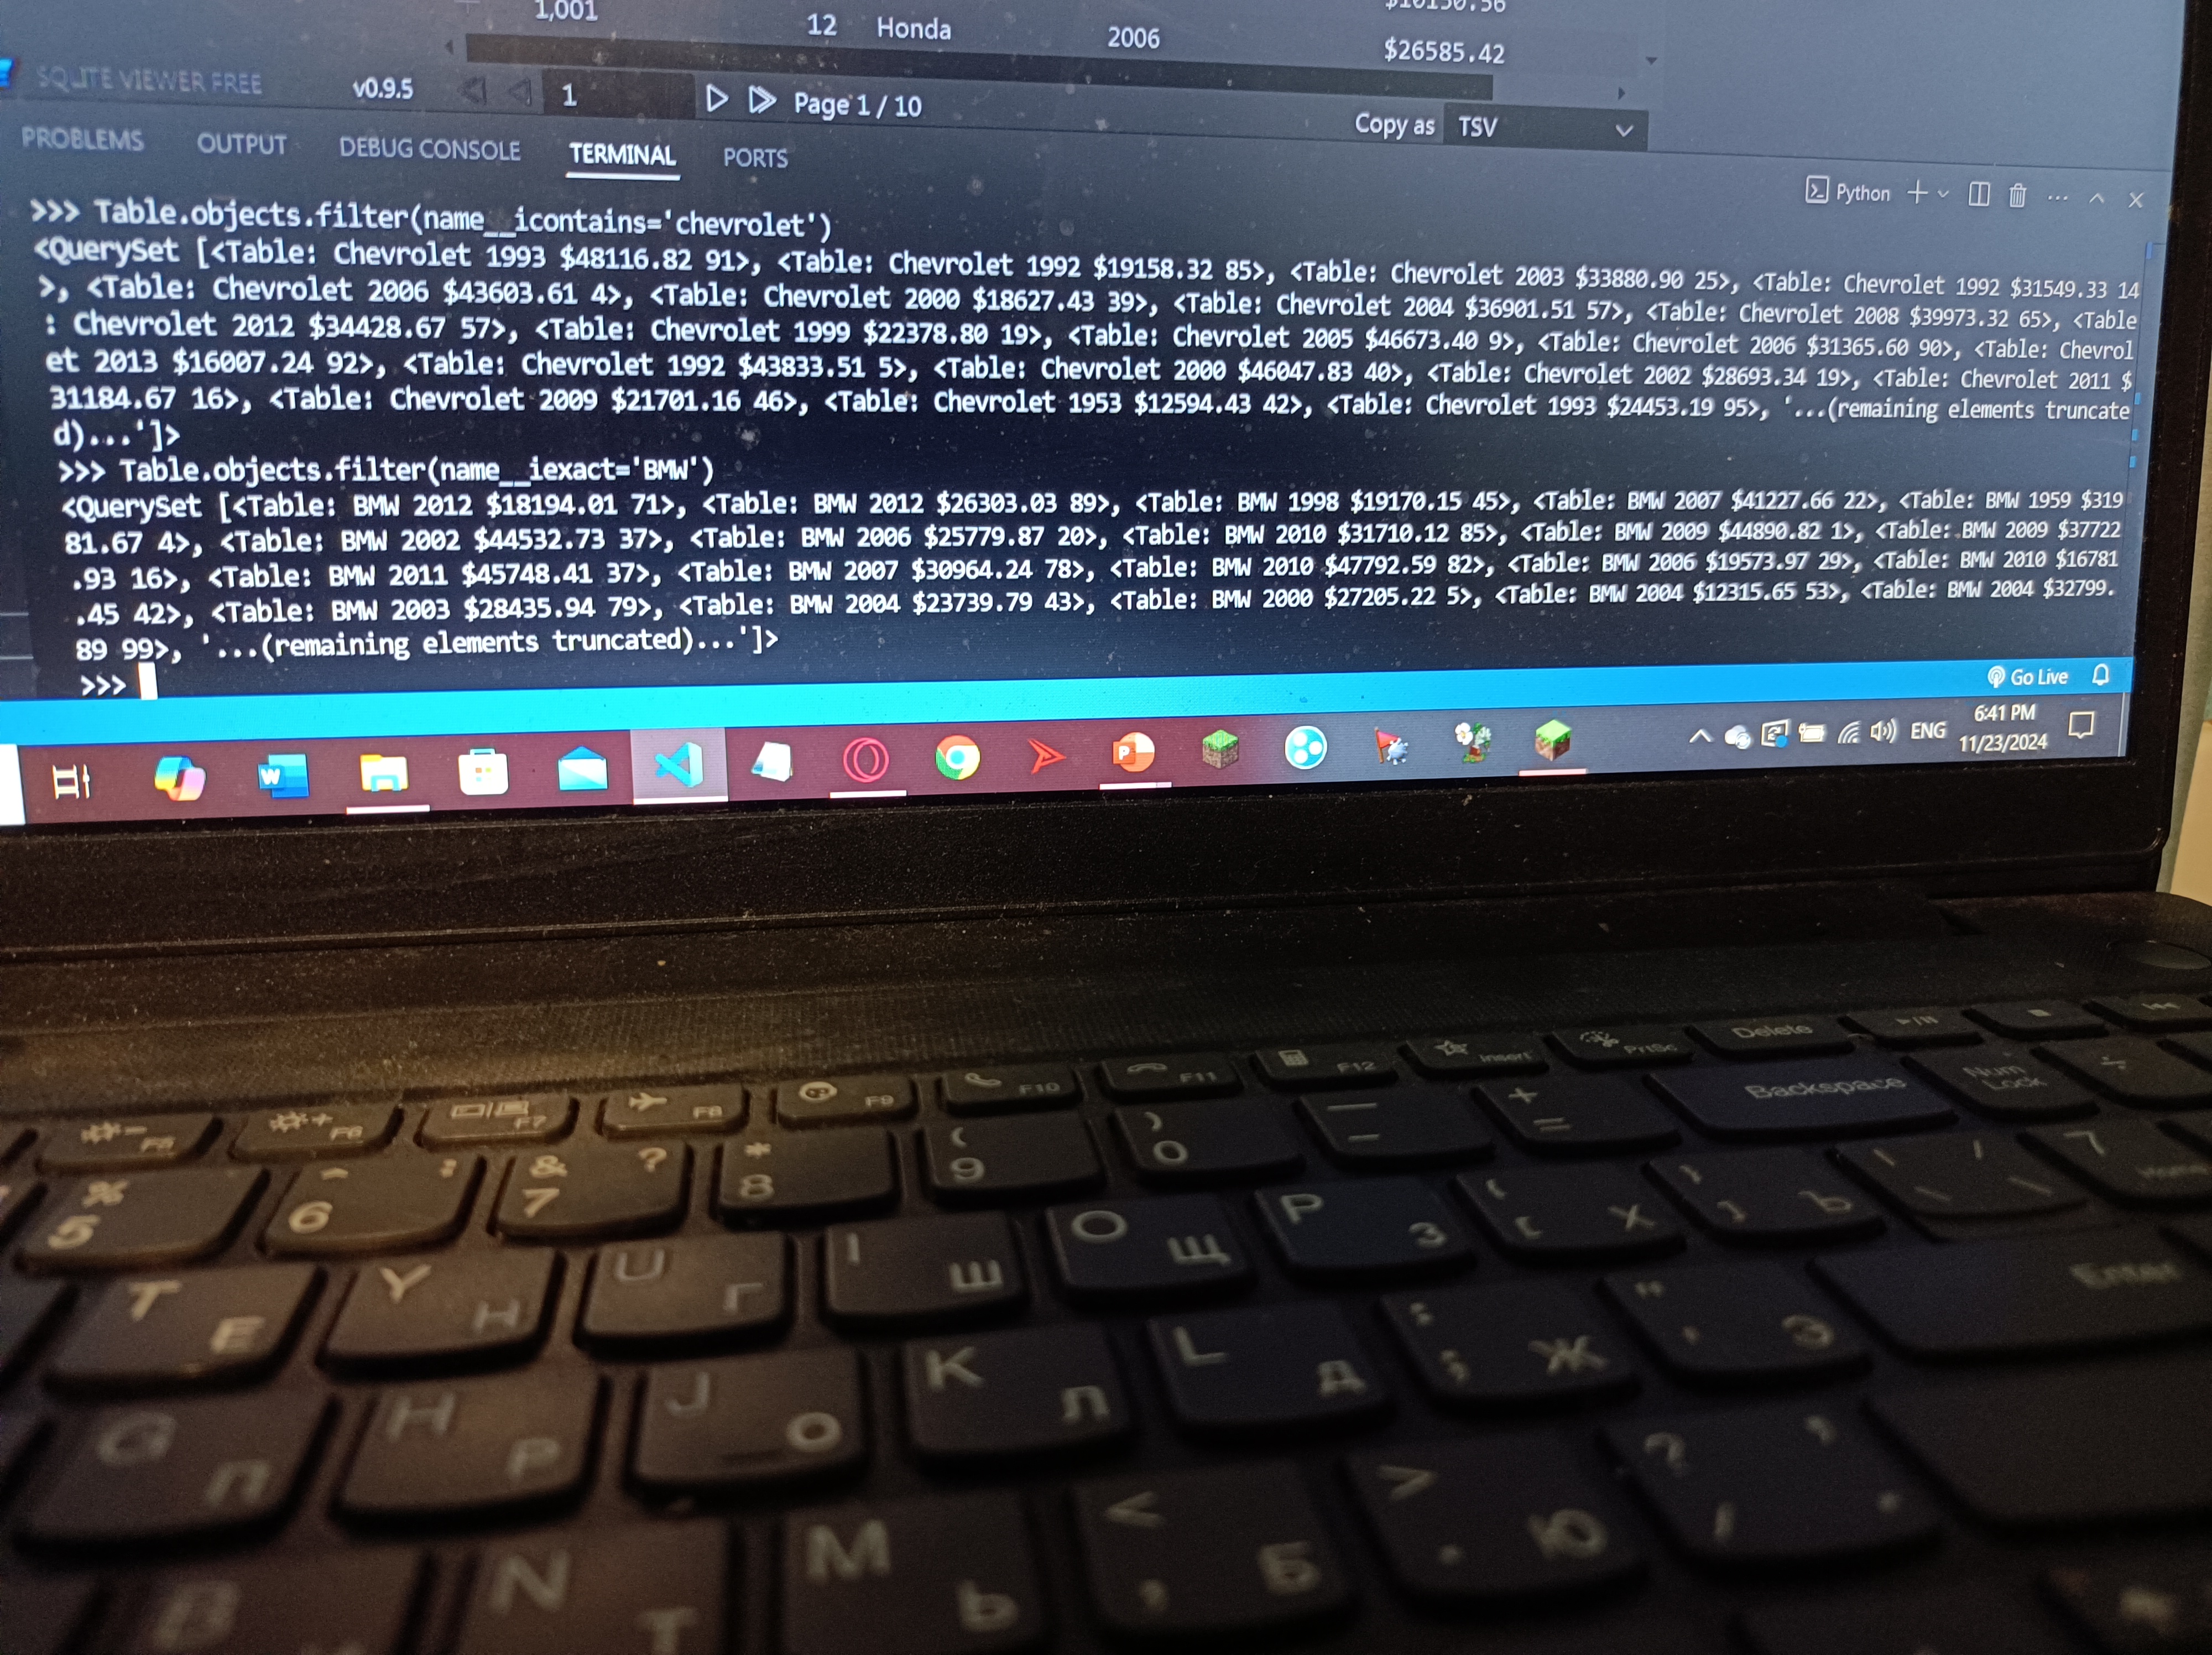 1,001 12 Honda 2006 $26585.42
SQLITE VIEWER FREE v0.9.5 1 Page 1 / 10
Copy as TSV
PROBLEMS OUTPUT DEBUG CONSOLE TERMINAL PORTS
Python
>>> Table.objects.filter(name__icontains='chevrolet')
<QuerySet [<Table: Chevrolet 1993 $48116.82 91>, <Table: Chevrolet 1992 $19158.32 85>, <Table: Chevrolet 2003 $33880.90 25>, <Table: Chevrolet 1992 $31549.33 14
>, <Table: Chevrolet 2006 $43603.61 4>, <Table: Chevrolet 2000 $18627.43 39>, <Table: Chevrolet 2004 $36901.51 57>, <Table: Chevrolet 2008 $39973.32 65>, <Table
: Chevrolet 2012 $34428.67 57>, <Table: Chevrolet 1999 $22378.80 19>, <Table: Chevrolet 2005 $46673.40 9>, <Table: Chevrolet 2006 $31365.60 90>, <Table: Chevrol
et 2013 $16007.24 92>, <Table: Chevrolet 1992 $43833.51 5>, <Table: Chevrolet 2000 $46047.83 40>, <Table: Chevrolet 2002 $28693.34 19>, <Table: Chevrolet 2011 $
31184.67 16>, <Table: Chevrolet 2009 $21701.16 46>, <Table: Chevrolet 1953 $12594.43 42>, <Table: Chevrolet 1993 $24453.19 95>, '...(remaining elements truncate
d)...']>
>>> Table.objects.filter(name__iexact='BMW')
<QuerySet [<Table: BMW 2012 $18194.01 71>, <Table: BMW 2012 $26303.03 89>, <Table: BMW 1998 $19170.15 45>, <Table: BMW 2007 $41227.66 22>, <Table: BMW 1959 $319
81.67 4>, <Table: BMW 2002 $44532.73 37>, <Table: BMW 2006 $25779.87 20>, <Table: BMW 2010 $31710.12 85>, <Table: BMW 2009 $44890.82 1>, <Table: BMW 2009 $37722
.93 16>, <Table: BMW 2011 $45748.41 37>, <Table: BMW 2007 $30964.24 78>, <Table: BMW 2010 $47792.59 82>, <Table: BMW 2006 $19573.97 29>, <Table: BMW 2010 $16781
.45 42>, <Table: BMW 2003 $28435.94 79>, <Table: BMW 2004 $23739.79 43>, <Table: BMW 2000 $27205.22 5>, <Table: BMW 2004 $12315.65 53>, <Table: BMW 2004 $32799.
89 99>, '...(remaining elements truncated)...']>
>>>
Go Live
ENG 6:41 PM
11/23/2024
F5 F6 F7 F8 F9 F10 F11 F12 Insert PrtSc Delete
% 5 ^ 6 : & 7 ? * 8 ( 9 ) 0 — - + = Backspace Num Lock
T Е Y Н U Г I Ш O Щ P З { [ Х } ] Ъ | \ / \ 7 Home
G П H Р J О K Л L Д : ; Ж " ' Э Enter
B N Т M Ь < , Б > . Ю ? / , .